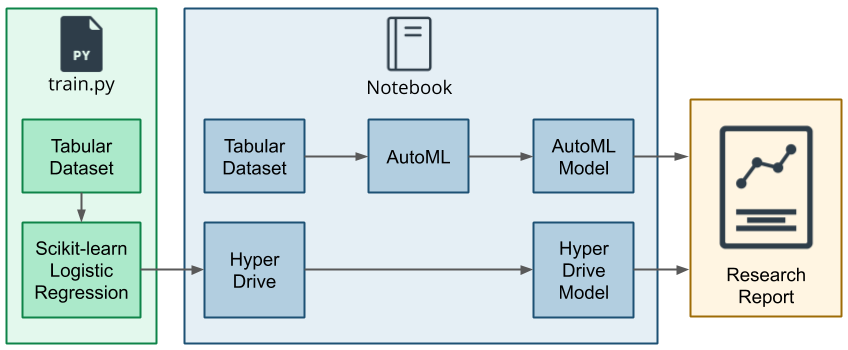 PY
train.py
Tabular
Dataset
Scikit-learn
Logistic
Regression
Notebook
Tabular
Dataset
AutoML
AutoML
Model
Hyper
Drive
Hyper
Drive
Model
Research
Report